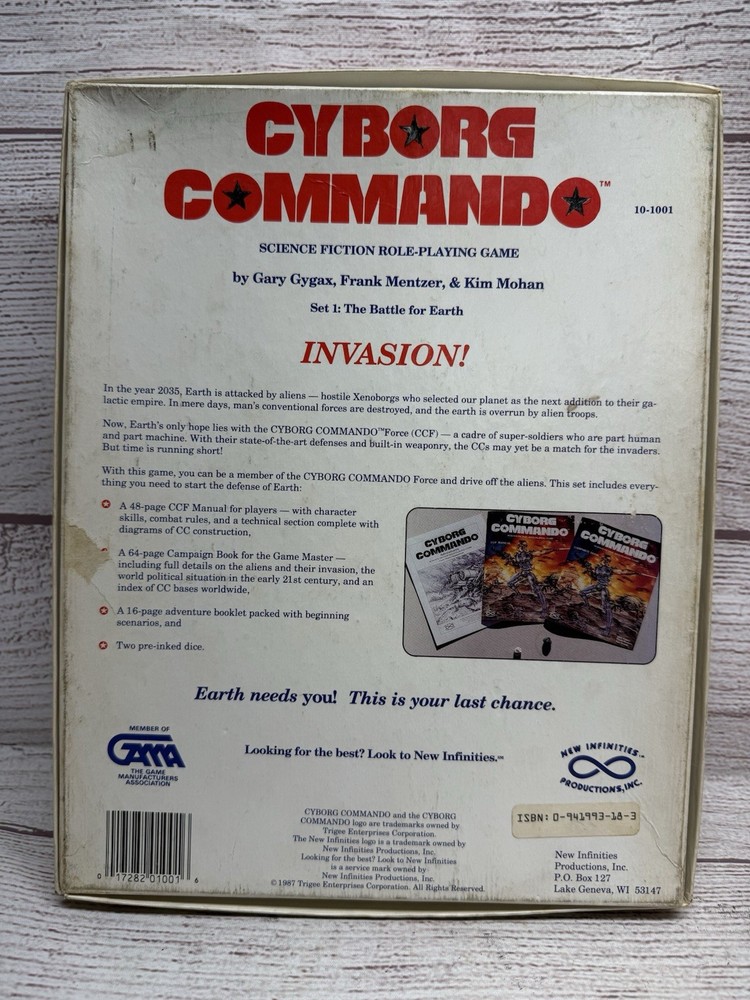 CYBORG
COMMANDO™
10-1001
SCIENCE FICTION ROLE-PLAYING GAME
by Gary Gygax, Frank Mentzer, & Kim Mohan
Set 1: The Battle for Earth
INVASION!
In the year 2035, Earth is attacked by aliens — hostile Xenoborgs who selected our planet as the next addition to their ga-
lactic empire. In mere days, man's conventional forces are destroyed, and the earth is overrun by alien troops.
Now, Earth's only hope lies with the CYBORG COMMANDO™ Force (CCF) — a cadre of super-soldiers who are part human
and part machine. With their state-of-the-art defenses and built-in weaponry, the CCs may yet be a match for the invaders.
But time is running short!
With this game, you can be a member of the CYBORG COMMANDO Force and drive off the aliens. This set includes every-
thing you need to start the defense of Earth:
A 48-page CCF Manual for players — with character
skills, combat rules, and a technical section complete with
diagrams of CC construction,
A 64-page Campaign Book for the Game Master —
including full details on the aliens and their invasion, the
world political situation in the early 21st century, and an
index of CC bases worldwide,
A 16-page adventure booklet packed with beginning
scenarios, and
Two pre-inked dice.
CYBORG
COMMANDO
CYBORG
COMMANDO
CYBORG
COMMANDO
Earth needs you! This is your last chance.
MEMBER OF
GAMA
THE GAME
MANUFACTURERS
ASSOCIATION
Looking for the best? Look to New Infinities.℠
NEW INFINITIES™
PRODUCTIONS, INC.
ISBN: 0-941993-18-3
CYBORG COMMANDO and the CYBORG
COMMANDO logo are trademarks owned by
Trigee Enterprises Corporation.
The New Infinities logo is a trademark owned by
New Infinities Productions, Inc.
Looking for the best? Look to New Infinities
is a service mark owned by
New Infinities Productions, Inc.
©1987 Trigee Enterprises Corporation. All Rights Reserved.
New Infinities
Productions, Inc.
P.O. Box 127
Lake Geneva, WI 53147
0 17282 01001 6